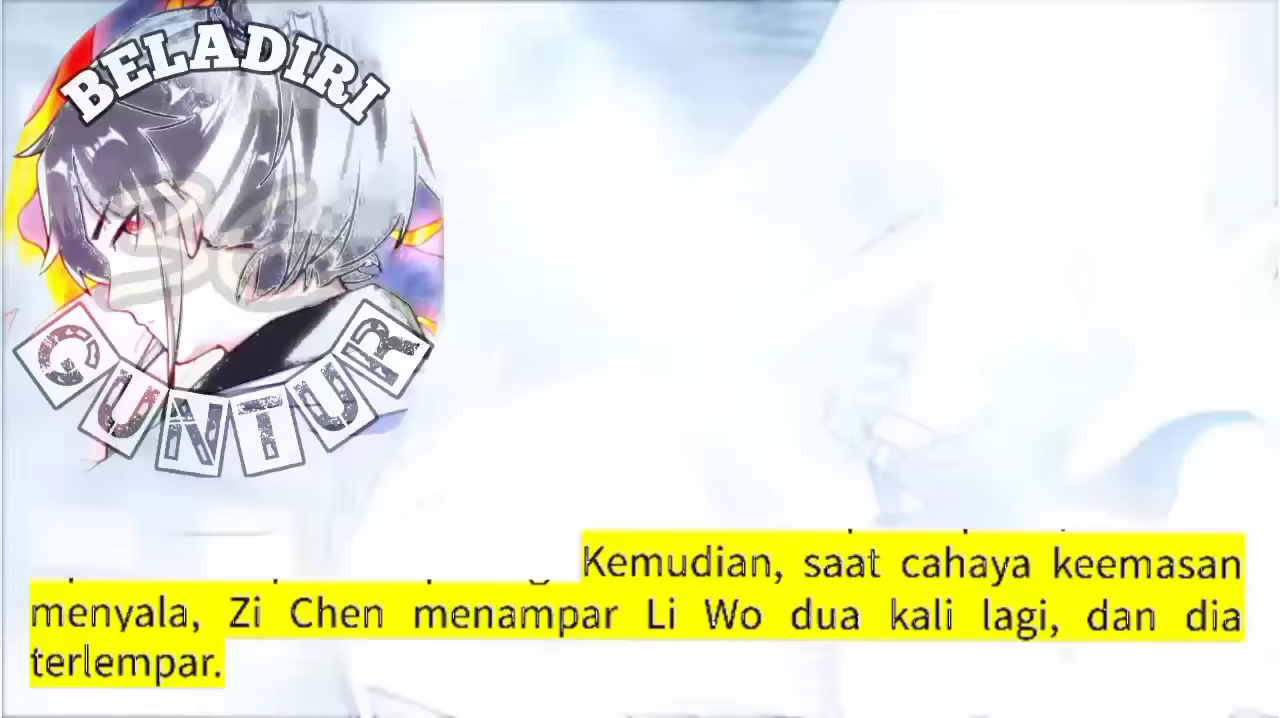 BELADIRI
GUNTUR
Kemudian, saat cahaya keemasan
menyala, Zi Chen menampar Li Wo dua kali lagi, dan dia
terlempar.